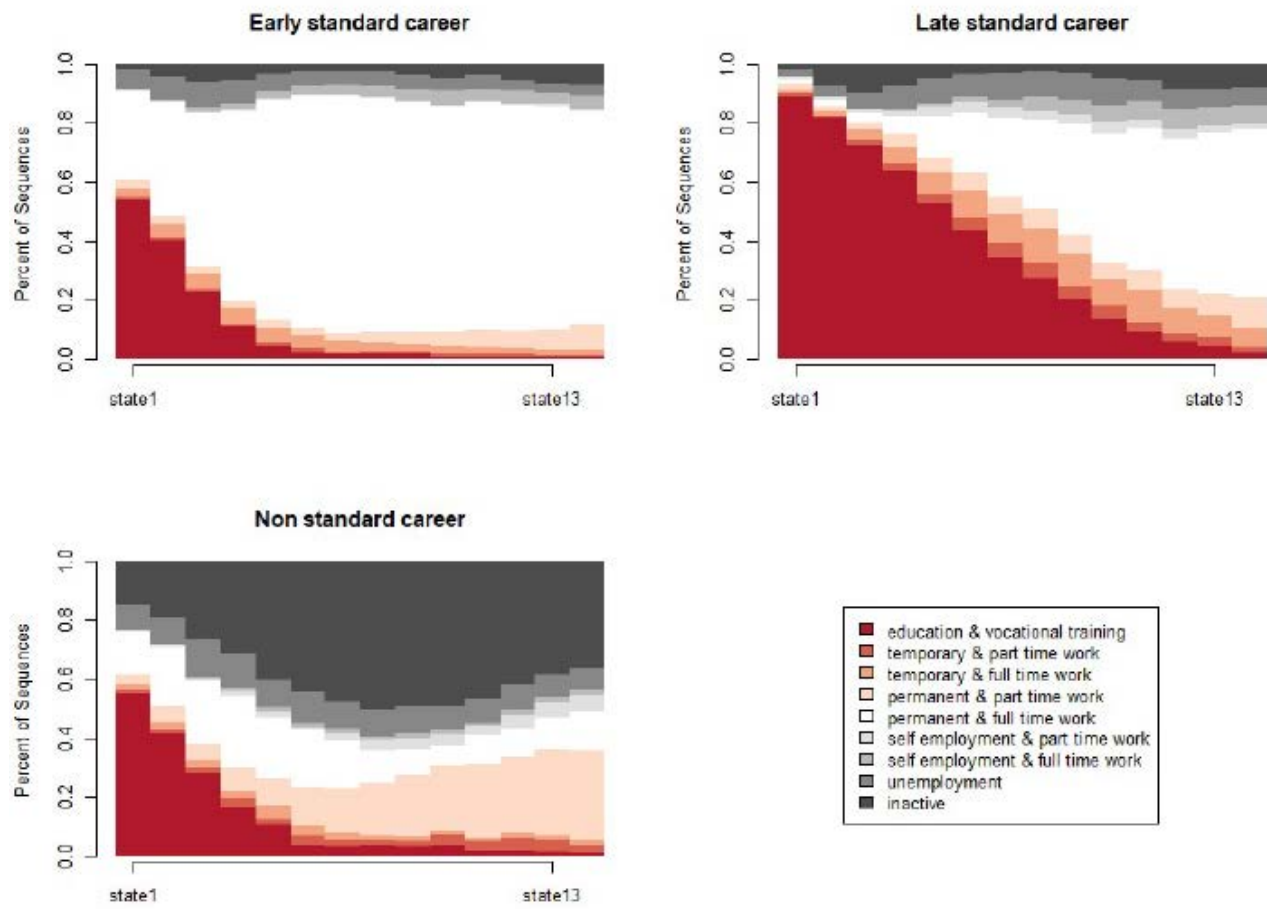 Early standard career
Percent of Sequences
0.0 0.2 0.4 0.6 0.8 1.0
state1 state13
Late standard career
Percent of Sequences
0.0 0.2 0.4 0.6 0.8 1.0
state1 state13
Non standard career
Percent of Sequences
0.0 0.2 0.4 0.6 0.8 1.0
state1 state13
education & vocational training
temporary & part time work
temporary & full time work
permanent & part time work
permanent & full time work
self employment & part time work
self employment & full time work
unemployment
inactive